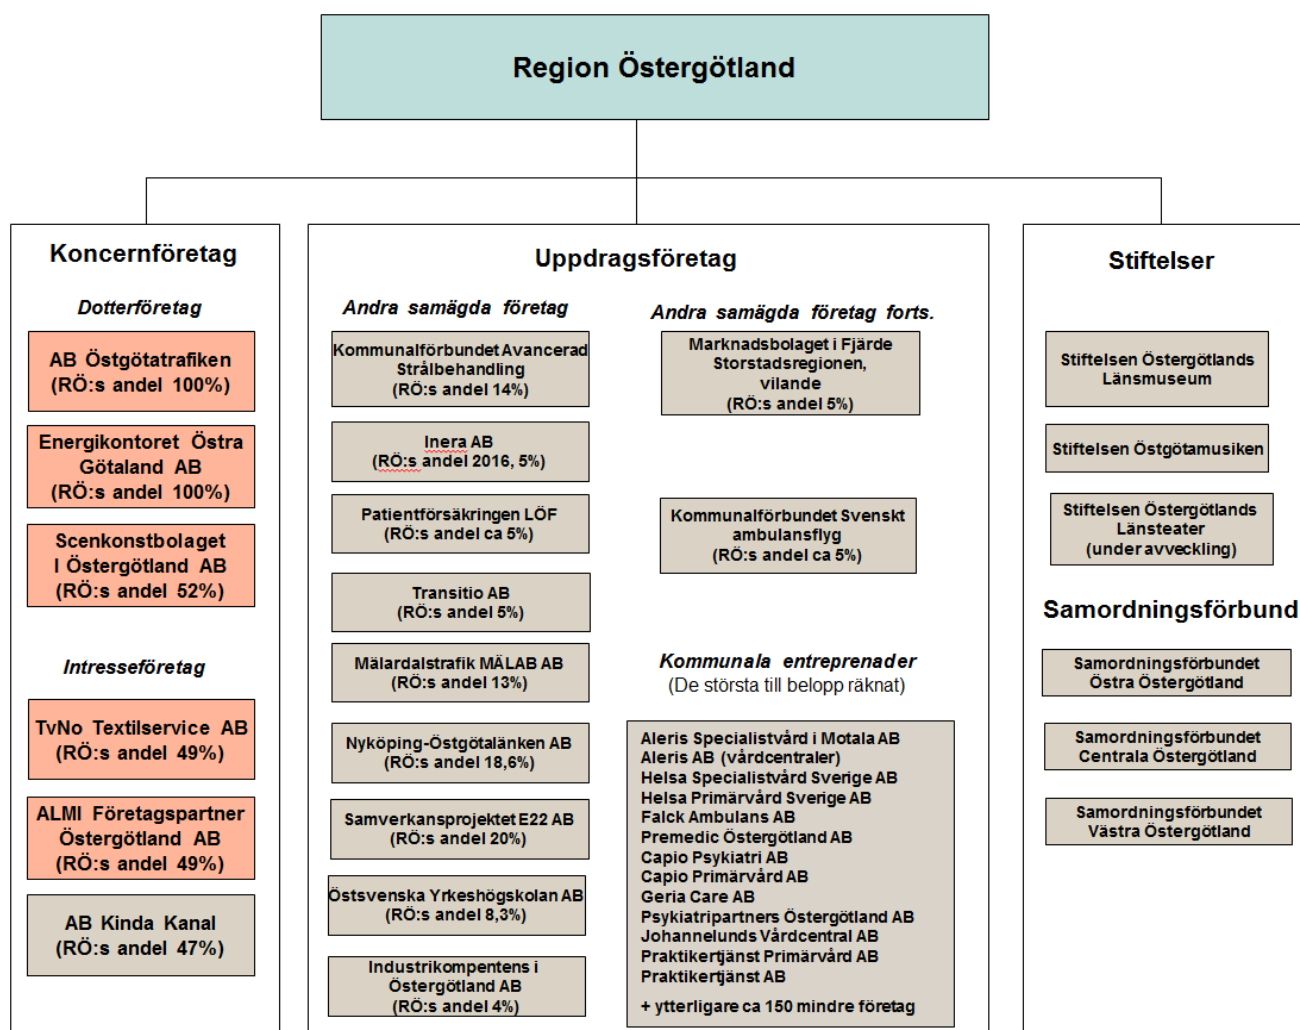 Region Östergötland
Koncernföretag
Dotterföretag
AB Östgötatrafiken
(RÖ:s andel 100%)
Energikontoret Östra
Götaland AB
(RÖ:s andel 100%)
Scenkonstbolaget
I Östergötland AB
(RÖ:s andel 52%)
Intresseföretag
TvNo Textilservice AB
(RÖ:s andel 49%)
ALMI Företagspartner
Östergötland AB
(RÖ:s andel 49%)
AB Kinda Kanal
(RÖ:s andel 47%)
Uppdragsföretag
Andra samägda företag
Kommunalförbundet Avancerad
Strålbehandling
(RÖ:s andel 14%)
Inera AB
(RÖ:s andel 2016, 5%)
Patientförsäkringen LÖF
(RÖ:s andel ca 5%)
Transitio AB
(RÖ:s andel 5%)
Mälardalstrafik MÄLAB AB
(RÖ:s andel 13%)
Nyköping-Östgötalänken AB
(RÖ:s andel 18,6%)
Samverkansprojektet E22 AB
(RÖ:s andel 20%)
Östsvenska Yrkeshögskolan AB
(RÖ:s andel 8,3%)
Industrikompetens i
Östergötland AB
(RÖ:s andel 4%)
Andra samägda företag forts.
Marknadsbolaget i Fjärde
Storstadsregionen,
vilande
(RÖ:s andel 5%)
Kommunalförbundet Svenskt
ambulansflyg
(RÖ:s andel ca 5%)
Kommunala entreprenader
(De största till belopp räknat)
Aleris Specialistvård i Motala AB
Aleris AB (vårdcentraler)
Helsa Specialistvård Sverige AB
Helsa Primärvård Sverige AB
Falck Ambulans AB
Premedic Östergötland AB
Capio Psykiatri AB
Capio Primärvård AB
Geria Care AB
Psykiatripartners Östergötland AB
Johannelunds Vårdcentral AB
Praktikertjänst Primärvård AB
Praktikertjänst AB
+ ytterligare ca 150 mindre företag
Stiftelser
Stiftelsen Östergötlands
Länsmuseum
Stiftelsen Östgötamusiken
Stiftelsen Östergötlands
Länsteater
(under avveckling)
Samordningsförbund
Samordningsförbundet
Östra Östergötland
Samordningsförbundet
Centrala Östergötland
Samordningsförbundet
Västra Östergötland